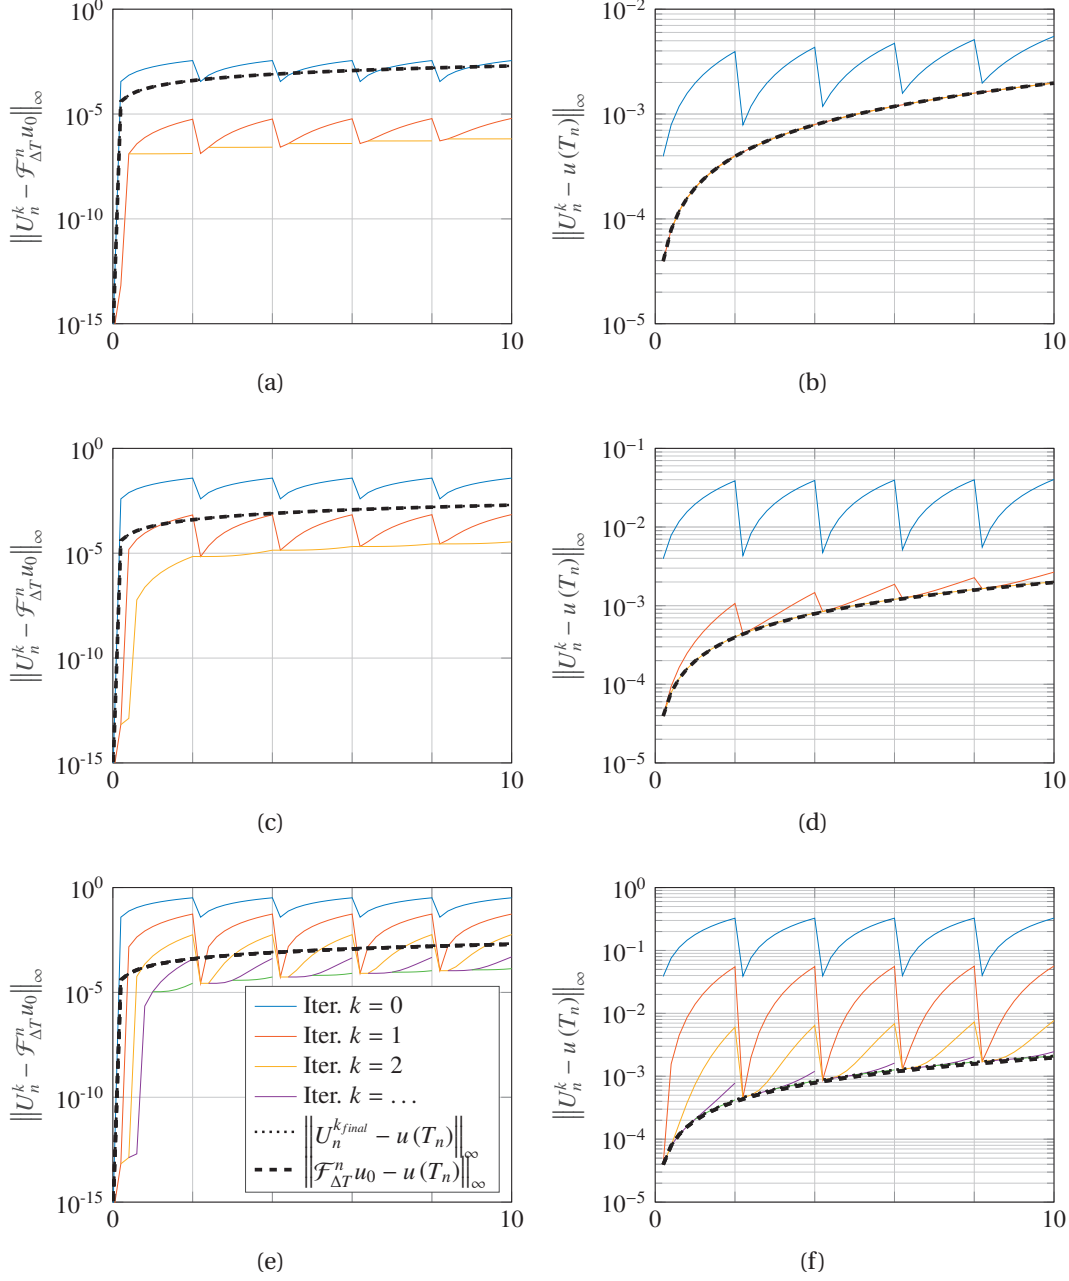 10^0
10^-5
10^-10
10^-15
0
10
‖U_n^k − ℱ_ΔT^n u_0‖_∞
(a)
10^-2
10^-3
10^-4
10^-5
0
10
‖U_n^k − u (T_n)‖_∞
(b)
10^0
10^-5
10^-10
10^-15
0
10
‖U_n^k − ℱ_ΔT^n u_0‖_∞
(c)
10^-1
10^-2
10^-3
10^-4
10^-5
0
10
‖U_n^k − u (T_n)‖_∞
(d)
10^0
10^-5
10^-10
10^-15
0
10
‖U_n^k − ℱ_ΔT^n u_0‖_∞
Iter. k = 0
Iter. k = 1
Iter. k = 2
Iter. k = …
‖U_n^{k_final} − u (T_n)‖_∞
‖ℱ_ΔT^n u_0 − u (T_n)‖_∞
(e)
10^0
10^-1
10^-2
10^-3
10^-4
10^-5
0
10
‖U_n^k − u (T_n)‖_∞
(f)